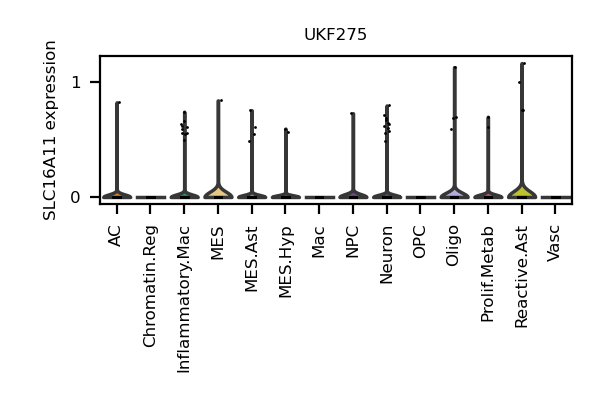 UKF275
SLC16A11 expression
1
0
AC
Chromatin.Reg
Inflammatory.Mac
MES
MES.Ast
MES.Hyp
Mac
NPC
Neuron
OPC
Oligo
Prolif.Metab
Reactive.Ast
Vasc